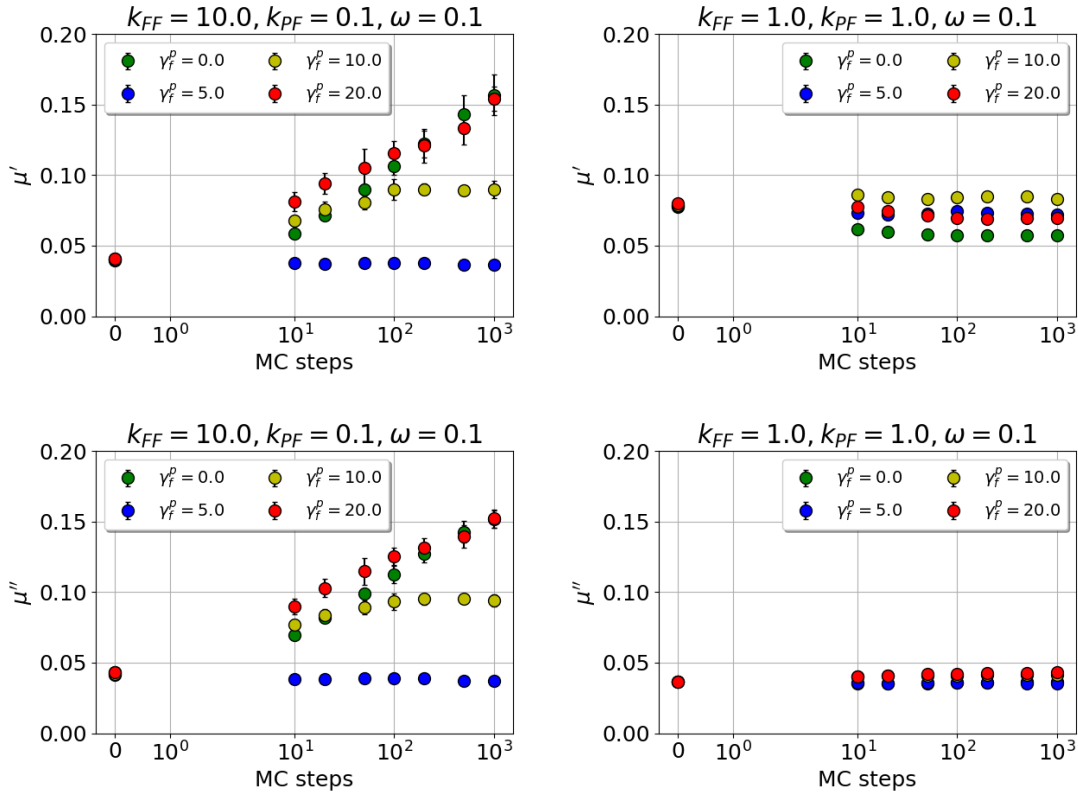 k_FF = 10.0, k_PF = 0.1, ω = 0.1
0.20
0.15
0.10
0.05
0.00
μ′
γ_f^p = 0.0
γ_f^p = 10.0
γ_f^p = 5.0
γ_f^p = 20.0
0
10^0
10^1
10^2
10^3
MC steps
k_FF = 1.0, k_PF = 1.0, ω = 0.1
0.20
0.15
0.10
0.05
0.00
μ′
γ_f^p = 0.0
γ_f^p = 10.0
γ_f^p = 5.0
γ_f^p = 20.0
0
10^0
10^1
10^2
10^3
MC steps
k_FF = 10.0, k_PF = 0.1, ω = 0.1
0.20
0.15
0.10
0.05
0.00
μ″
γ_f^p = 0.0
γ_f^p = 10.0
γ_f^p = 5.0
γ_f^p = 20.0
0
10^0
10^1
10^2
10^3
MC steps
k_FF = 1.0, k_PF = 1.0, ω = 0.1
0.20
0.15
0.10
0.05
0.00
μ″
γ_f^p = 0.0
γ_f^p = 10.0
γ_f^p = 5.0
γ_f^p = 20.0
0
10^0
10^1
10^2
10^3
MC steps